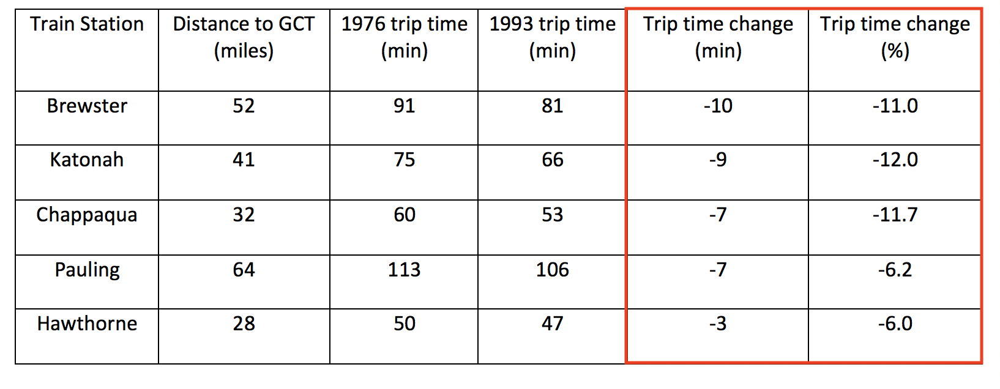 Train Station Distance to GCT 1976 trip time 1993 trip time Trip time change Trip time change
(miles) (min) (min) (min) (%)
Brewster 52 91 81 -10 -11.0
Katonah 41 75 66 -9 -12.0
Chappaqua 32 60 53 -7 -11.7
Pauling 64 113 106 -7 -6.2
Hawthorne 28 50 47 -3 -6.0